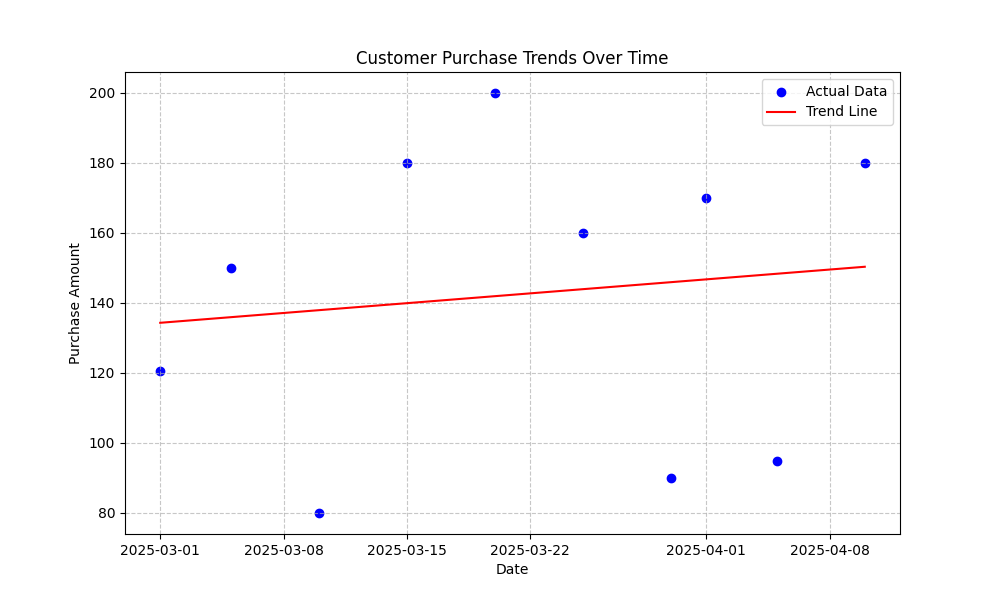 Customer Purchase Trends Over Time
Actual Data
Trend Line
200
180
160
140
120
100
80
Purchase Amount
2025-03-01 2025-03-08 2025-03-15 2025-03-22 2025-04-01 2025-04-08
Date